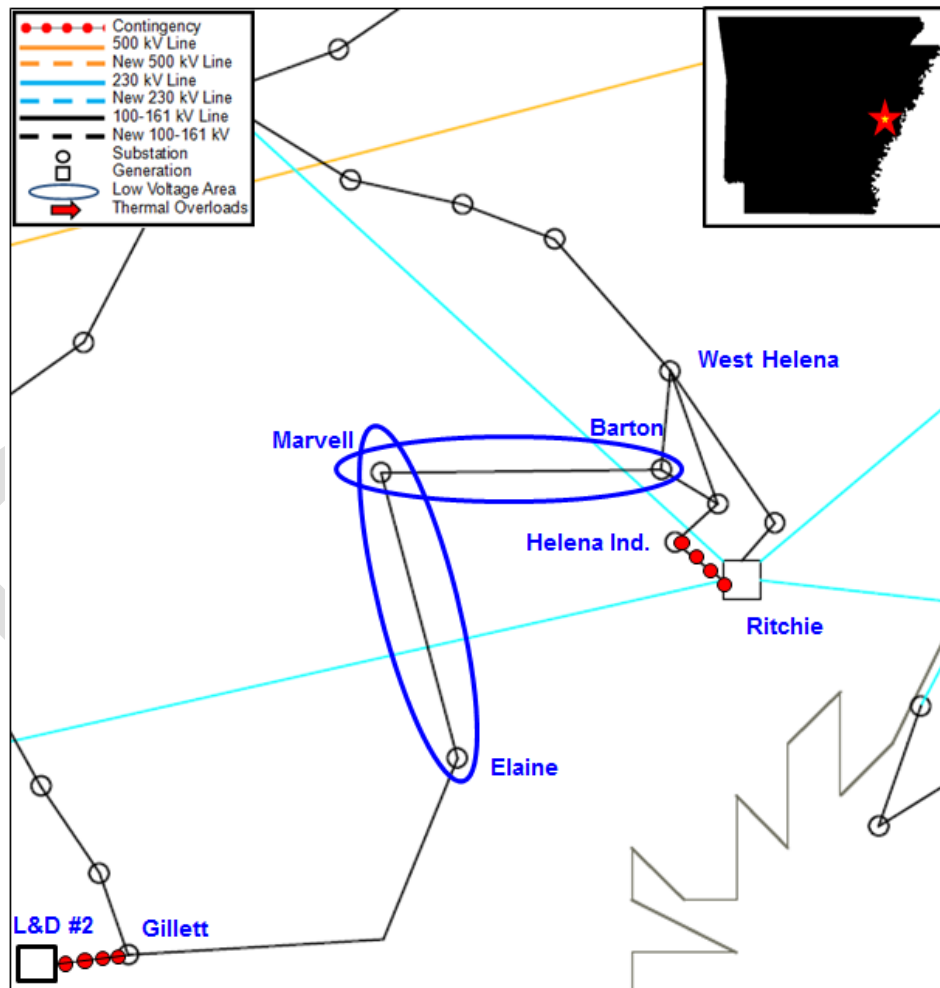 Contingency
500 kV Line
New 500 kV Line
230 kV Line
New 230 kV Line
100-161 kV Line
New 100-161 kV
Substation
Generation
Low Voltage Area
Thermal Overloads
West Helena
Barton
Marvell
Helena Ind.
Ritchie
Elaine
L&D #2
Gillett